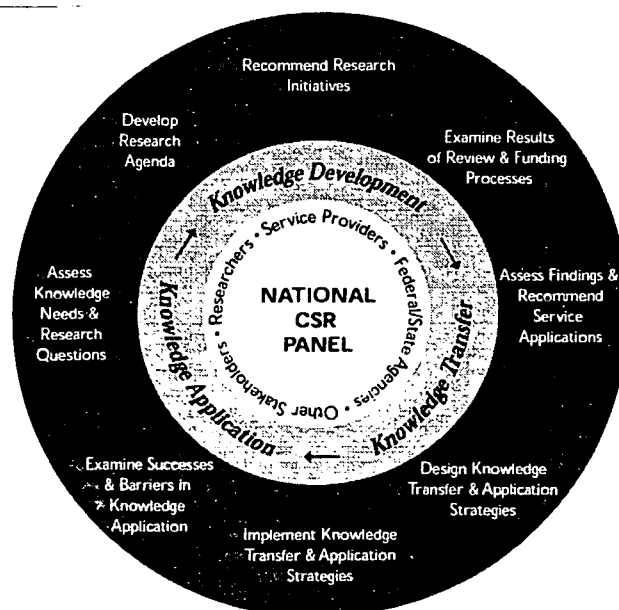 Recommend Research
Initiatives
Examine Results
of Review & Funding
Processes
Assess Findings &
Recommend
Service
Applications
Design Knowledge
Transfer & Application
Strategies
Implement Knowledge
Transfer & Application
Strategies
Examine Successes
& Barriers in
Knowledge
Application
Assess
Knowledge
Needs &
Research
Questions
Develop
Research
Agenda
Knowledge Development
Knowledge Transfer
Knowledge Application
• Researchers • Service Providers • Federal/State Agencies • Other Stakeholders
NATIONAL
CSR
PANEL